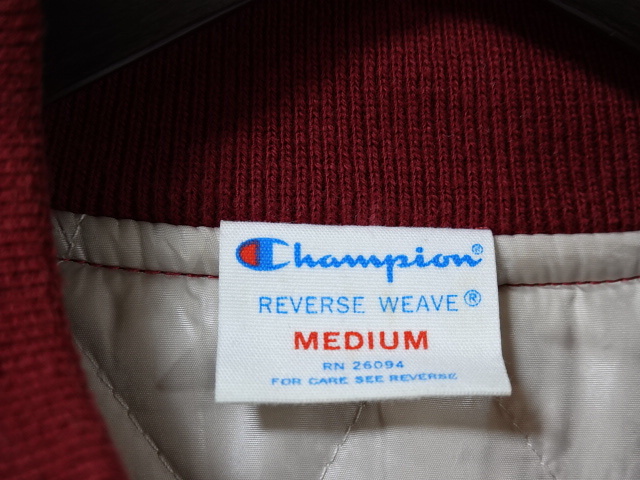 Champion®
REVERSE WEAVE®
MEDIUM
RN 26094
FOR CARE SEE REVERSE